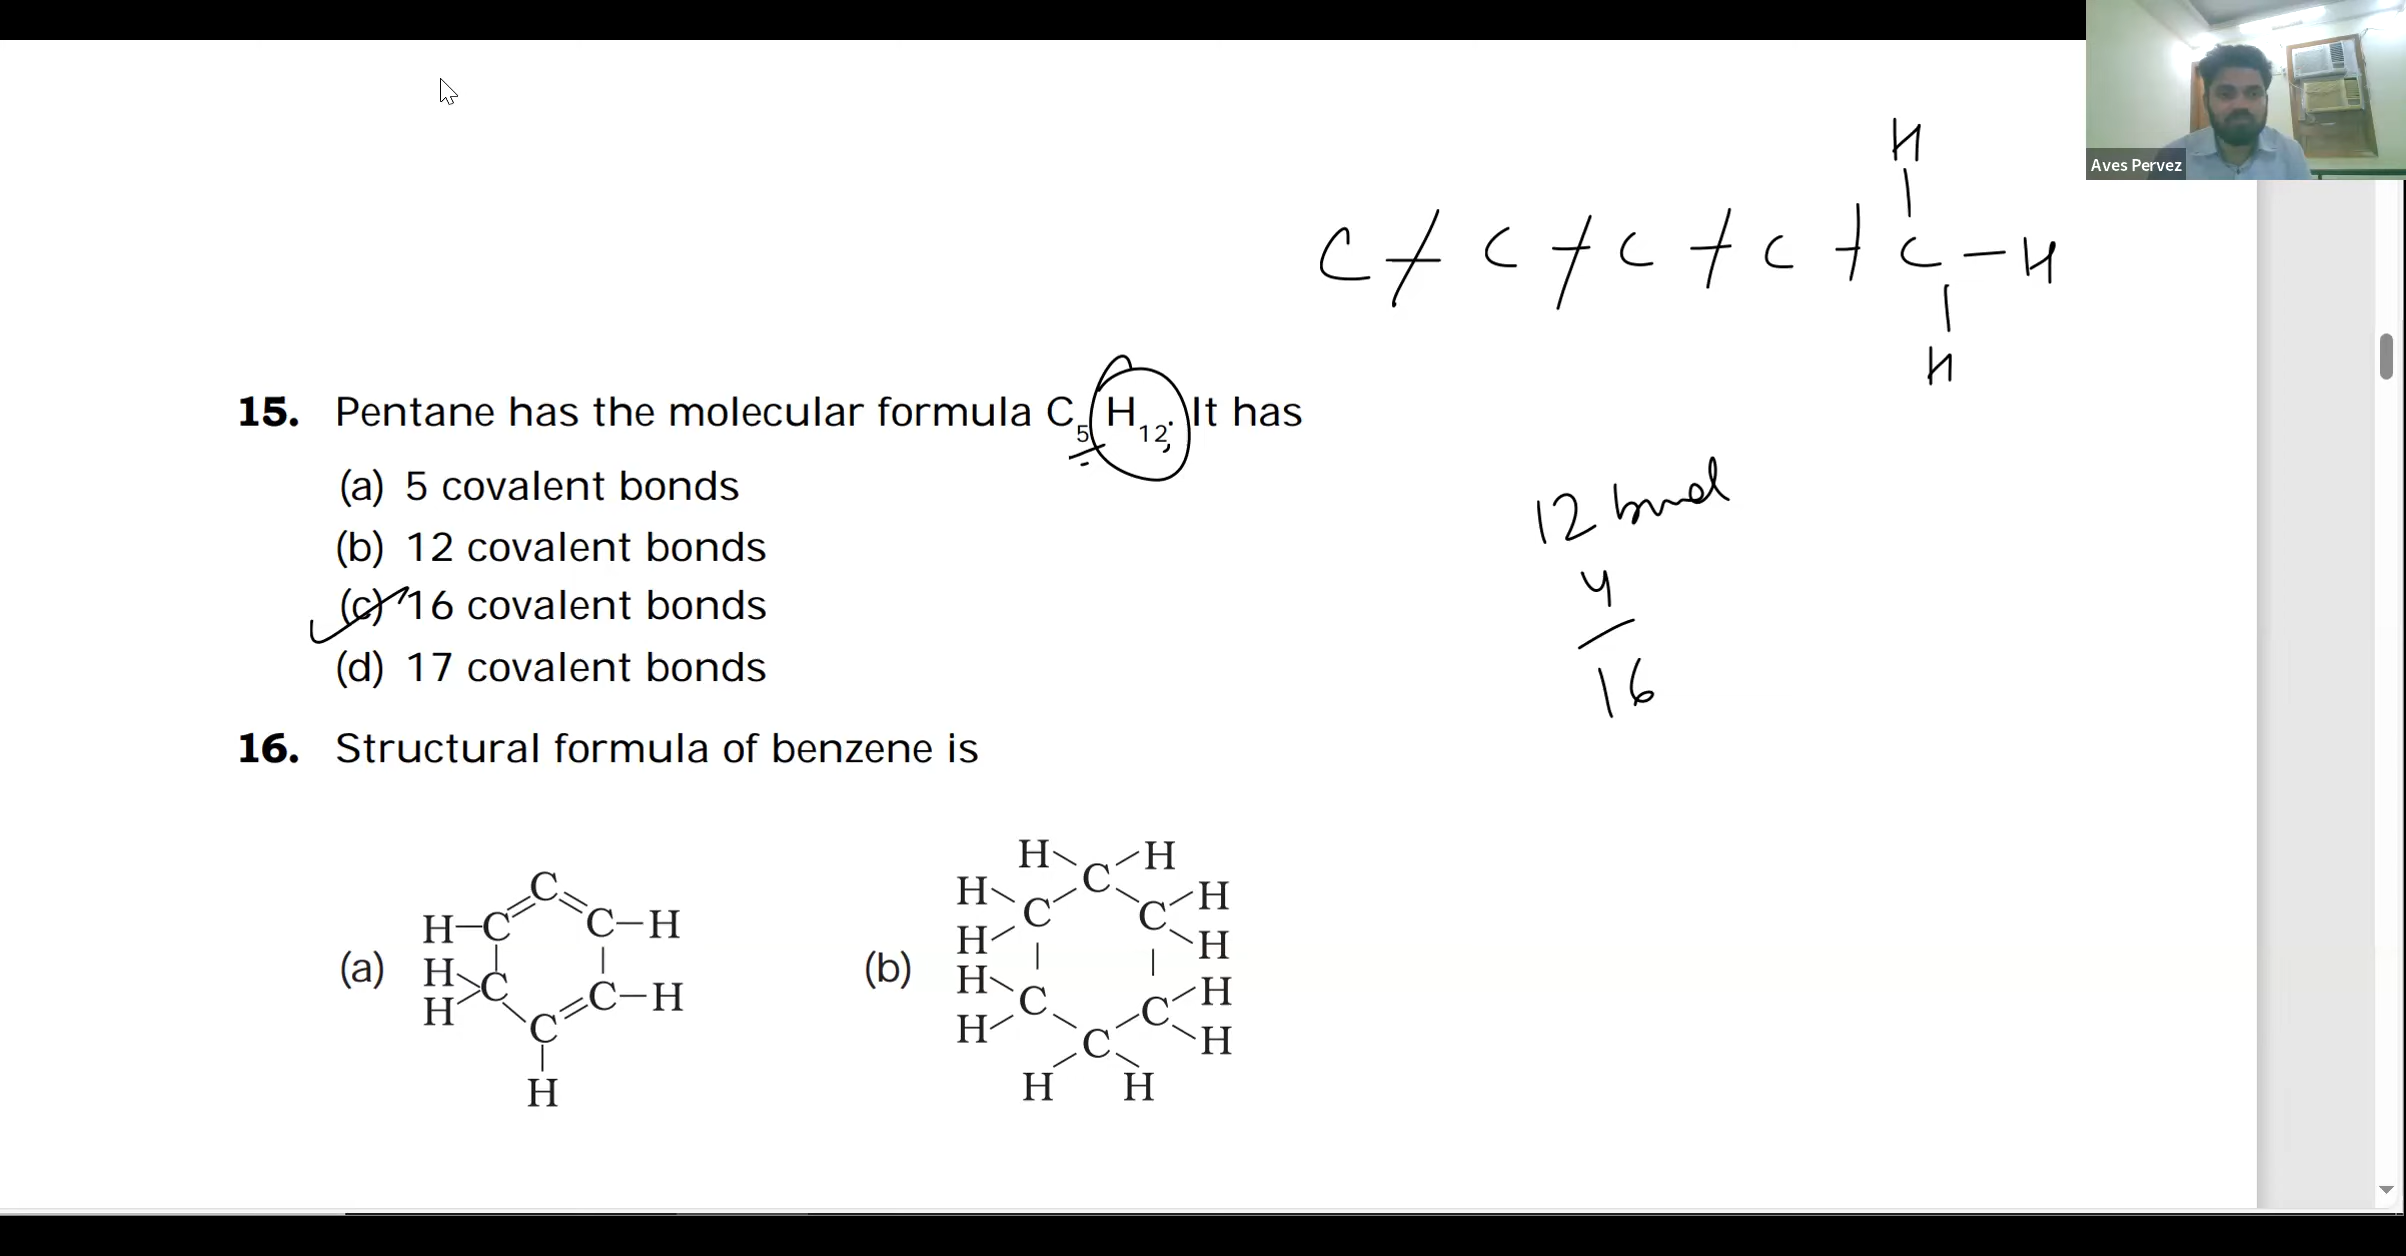 Aves Pervez
H
|
C - C - C - C - C - H
|
H
15. Pentane has the molecular formula C₅H₁₂. It has
(a) 5 covalent bonds
(b) 12 covalent bonds
(c) 16 covalent bonds
(d) 17 covalent bonds
12 bond
4
16
16. Structural formula of benzene is
(a)
C
H–C C–H
H
H C C–H
C
H
(b)
H H
C
H C C H
H H
H C C H
H C H
H H